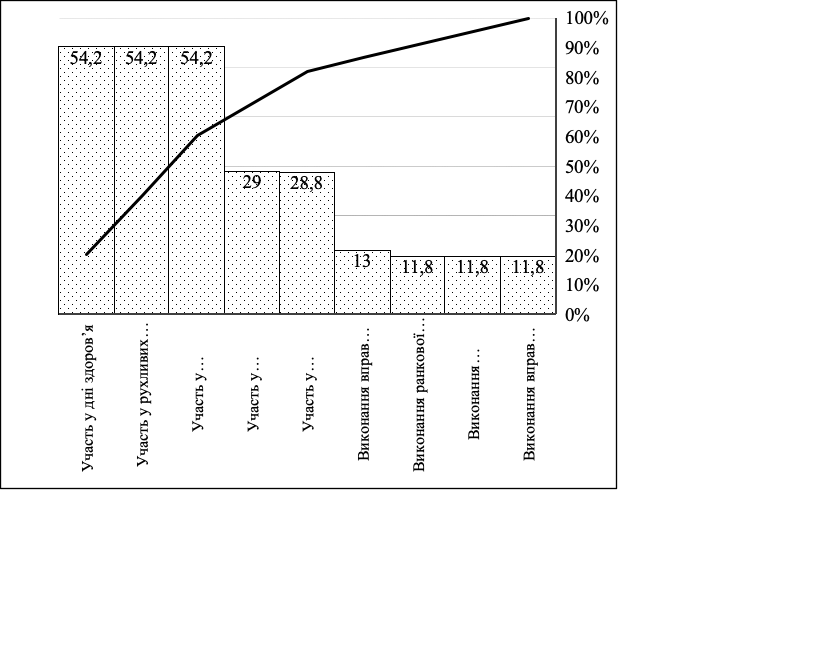 100%
90%
80%
70%
60%
50%
40%
30%
20%
10%
0%
54,2
54,2
54,2
29
28,8
13
11,8
11,8
11,8
Участь у дні здоров’я
Участь у рухливих…
Участь у…
Участь у…
Участь у…
Виконання вправ…
Виконання ранкової…
Виконання…
Виконання вправ…